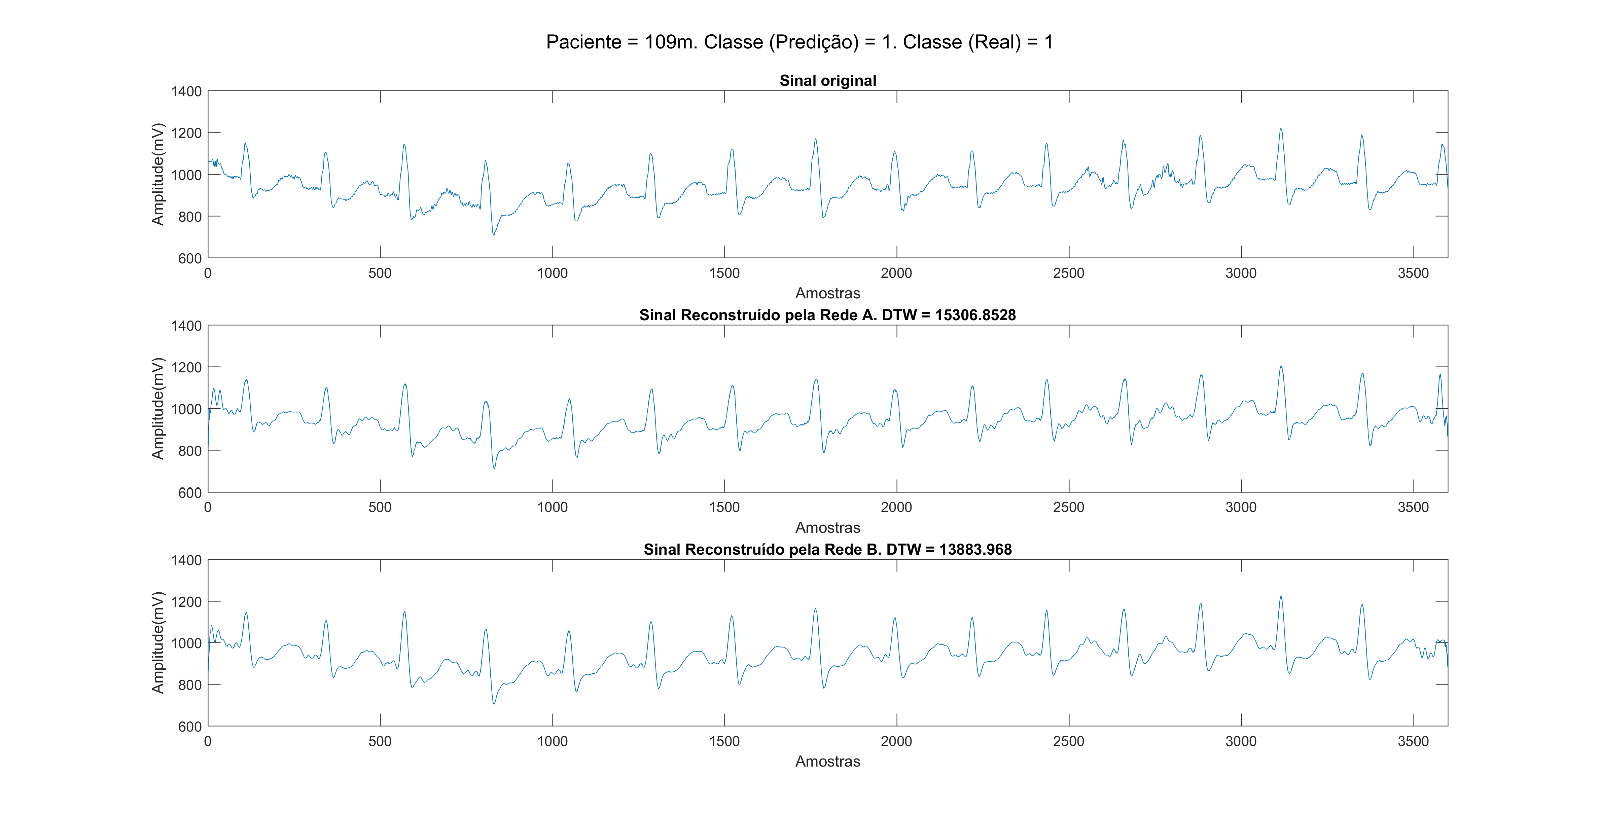 Paciente = 109m. Classe (Predição) = 1. Classe (Real) = 1
Sinal original
1400
1200
1000
800
600
Amplitude(mV)
0 500 1000 1500 2000 2500 3000 3500
Amostras
Sinal Reconstruído pela Rede A. DTW = 15306.8528
1400
1200
1000
800
600
Amplitude(mV)
0 500 1000 1500 2000 2500 3000 3500
Amostras
Sinal Reconstruído pela Rede B. DTW = 13883.968
1400
1200
1000
800
600
Amplitude(mV)
0 500 1000 1500 2000 2500 3000 3500
Amostras